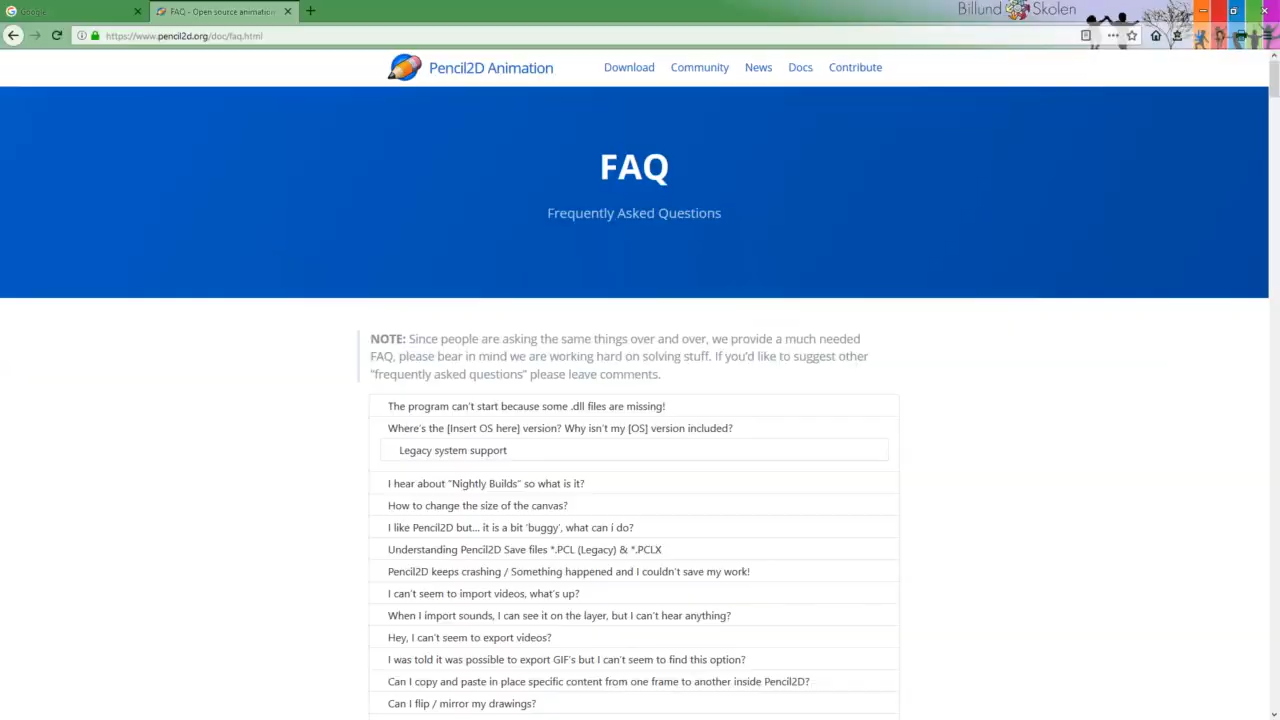 Billund Skolen
Google
FAQ - Open source animation
https://www.pencil2d.org/doc/faq.html
Pencil2D Animation
Download
Community
News
Docs
Contribute
FAQ
Frequently Asked Questions
NOTE: Since people are asking the same things over and over, we provide a much needed
FAQ, please bear in mind we are working hard on solving stuff. If you'd like to suggest other
"frequently asked questions" please leave comments.
The program can't start because some .dll files are missing!
Where's the [Insert OS here] version? Why isn't my [OS] version included?
Legacy system support
I hear about "Nightly Builds" so what is it?
How to change the size of the canvas?
I like Pencil2D but... it is a bit 'buggy', what can i do?
Understanding Pencil2D Save files *.PCL (Legacy) & *.PCLX
Pencil2D keeps crashing / Something happened and I couldn't save my work!
I can't seem to import videos, what's up?
When I import sounds, I can see it on the layer, but I can't hear anything?
Hey, I can't seem to export videos?
I was told it was possible to export GIF's but I can't seem to find this option?
Can I copy and paste in place specific content from one frame to another inside Pencil2D?
Can I flip / mirror my drawings?